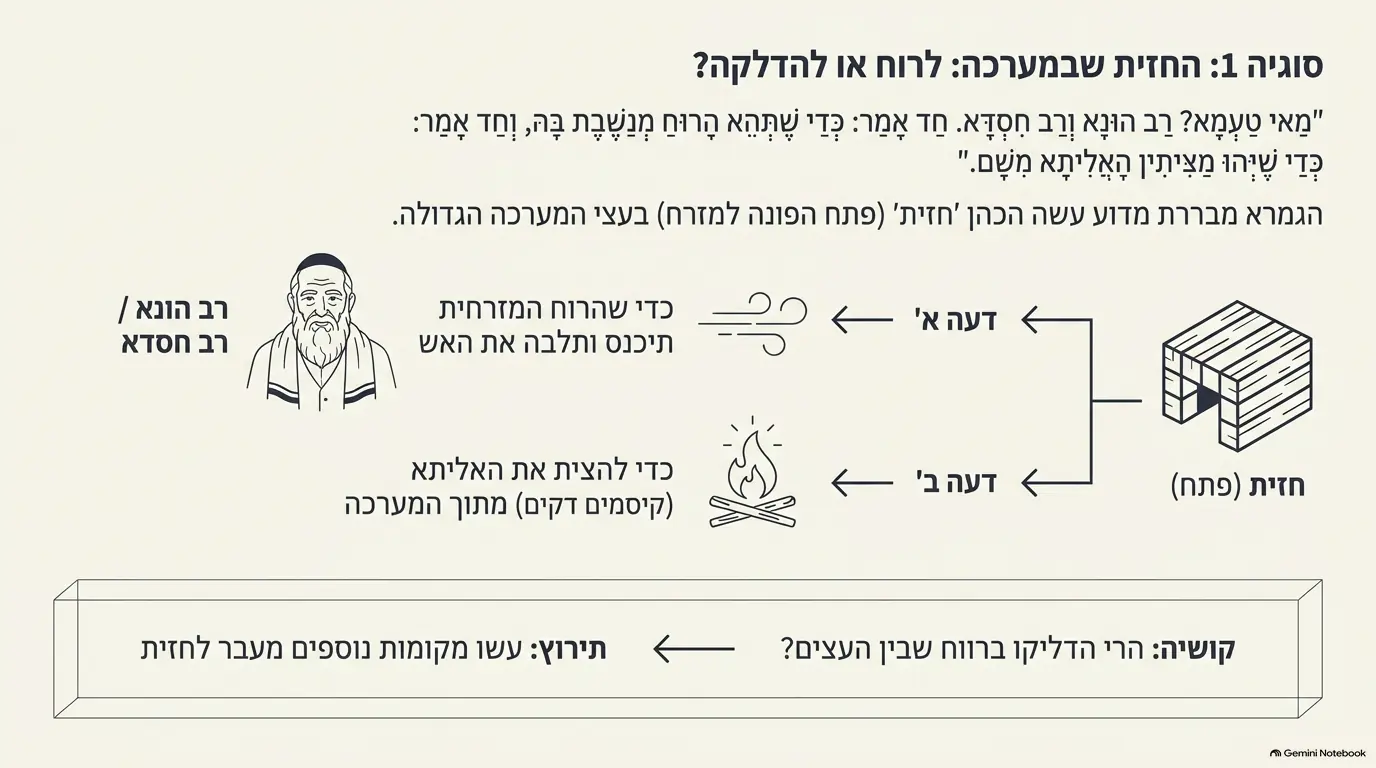 סוגיה 1: החזית שבמערכה: לרוח או להדלקה?
"מַאי טַעְמָא? רַב הוּנָא וְרַב חִסְדָּא. חַד אָמַר: כְּדֵי שֶׁתְּהֵא הָרוּחַ מְנַשֶּׁבֶת בָּהּ, וְחַד אָמַר:
כְּדֵי שֶׁיְּהוּ מַצִּיתִין הָאֲלִיתָא מִשָּׁם."
הגמרא מבררת מדוע עשה הכהן 'חזית' (פתח הפונה למזרח) בעצי המערכה הגדולה.
חזית (פתח)
דעה א'
כדי שהרוח המזרחית
תיכנס ותלבה את האש
רב הונא /
רב חסדא
דעה ב'
כדי להצית את האליתא
(קיסמים דקים) מתוך המערכה
קושיה: הרי הדליקו ברווח שבין העצים?
תירוץ: עשו מקומות נוספים מעבר לחזית
Gemini Notebook